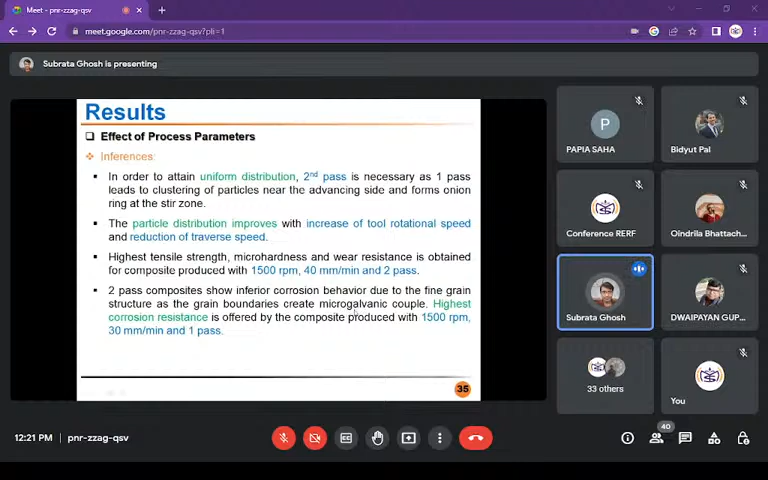 Meet - pnr-zzag-qsv
meet.google.com/pnr-zzag-qsv?pli=1
Subrata Ghosh is presenting
Results
Effect of Process Parameters
Inferences:
In order to attain uniform distribution, 2nd pass is necessary as 1 pass
leads to clustering of particles near the advancing side and forms onion
ring at the stir zone.
The particle distribution improves with increase of tool rotational speed
and reduction of traverse speed.
Highest tensile strength, microhardness and wear resistance is obtained
for composite produced with 1500 rpm, 40 mm/min and 2 pass.
2 pass composites show inferior corrosion behavior due to the fine grain
structure as the grain boundaries create microgalvanic couple. Highest
corrosion resistance is offered by the composite produced with 1500 rpm,
30 mm/min and 1 pass.
35
P
PAPIA SAHA
Bidyut Pal
Conference RERF
Oindrila Bhattach...
Subrata Ghosh
DWAIPAYAN GUP...
33 others
You
12:21 PM | pnr-zzag-qsv
40